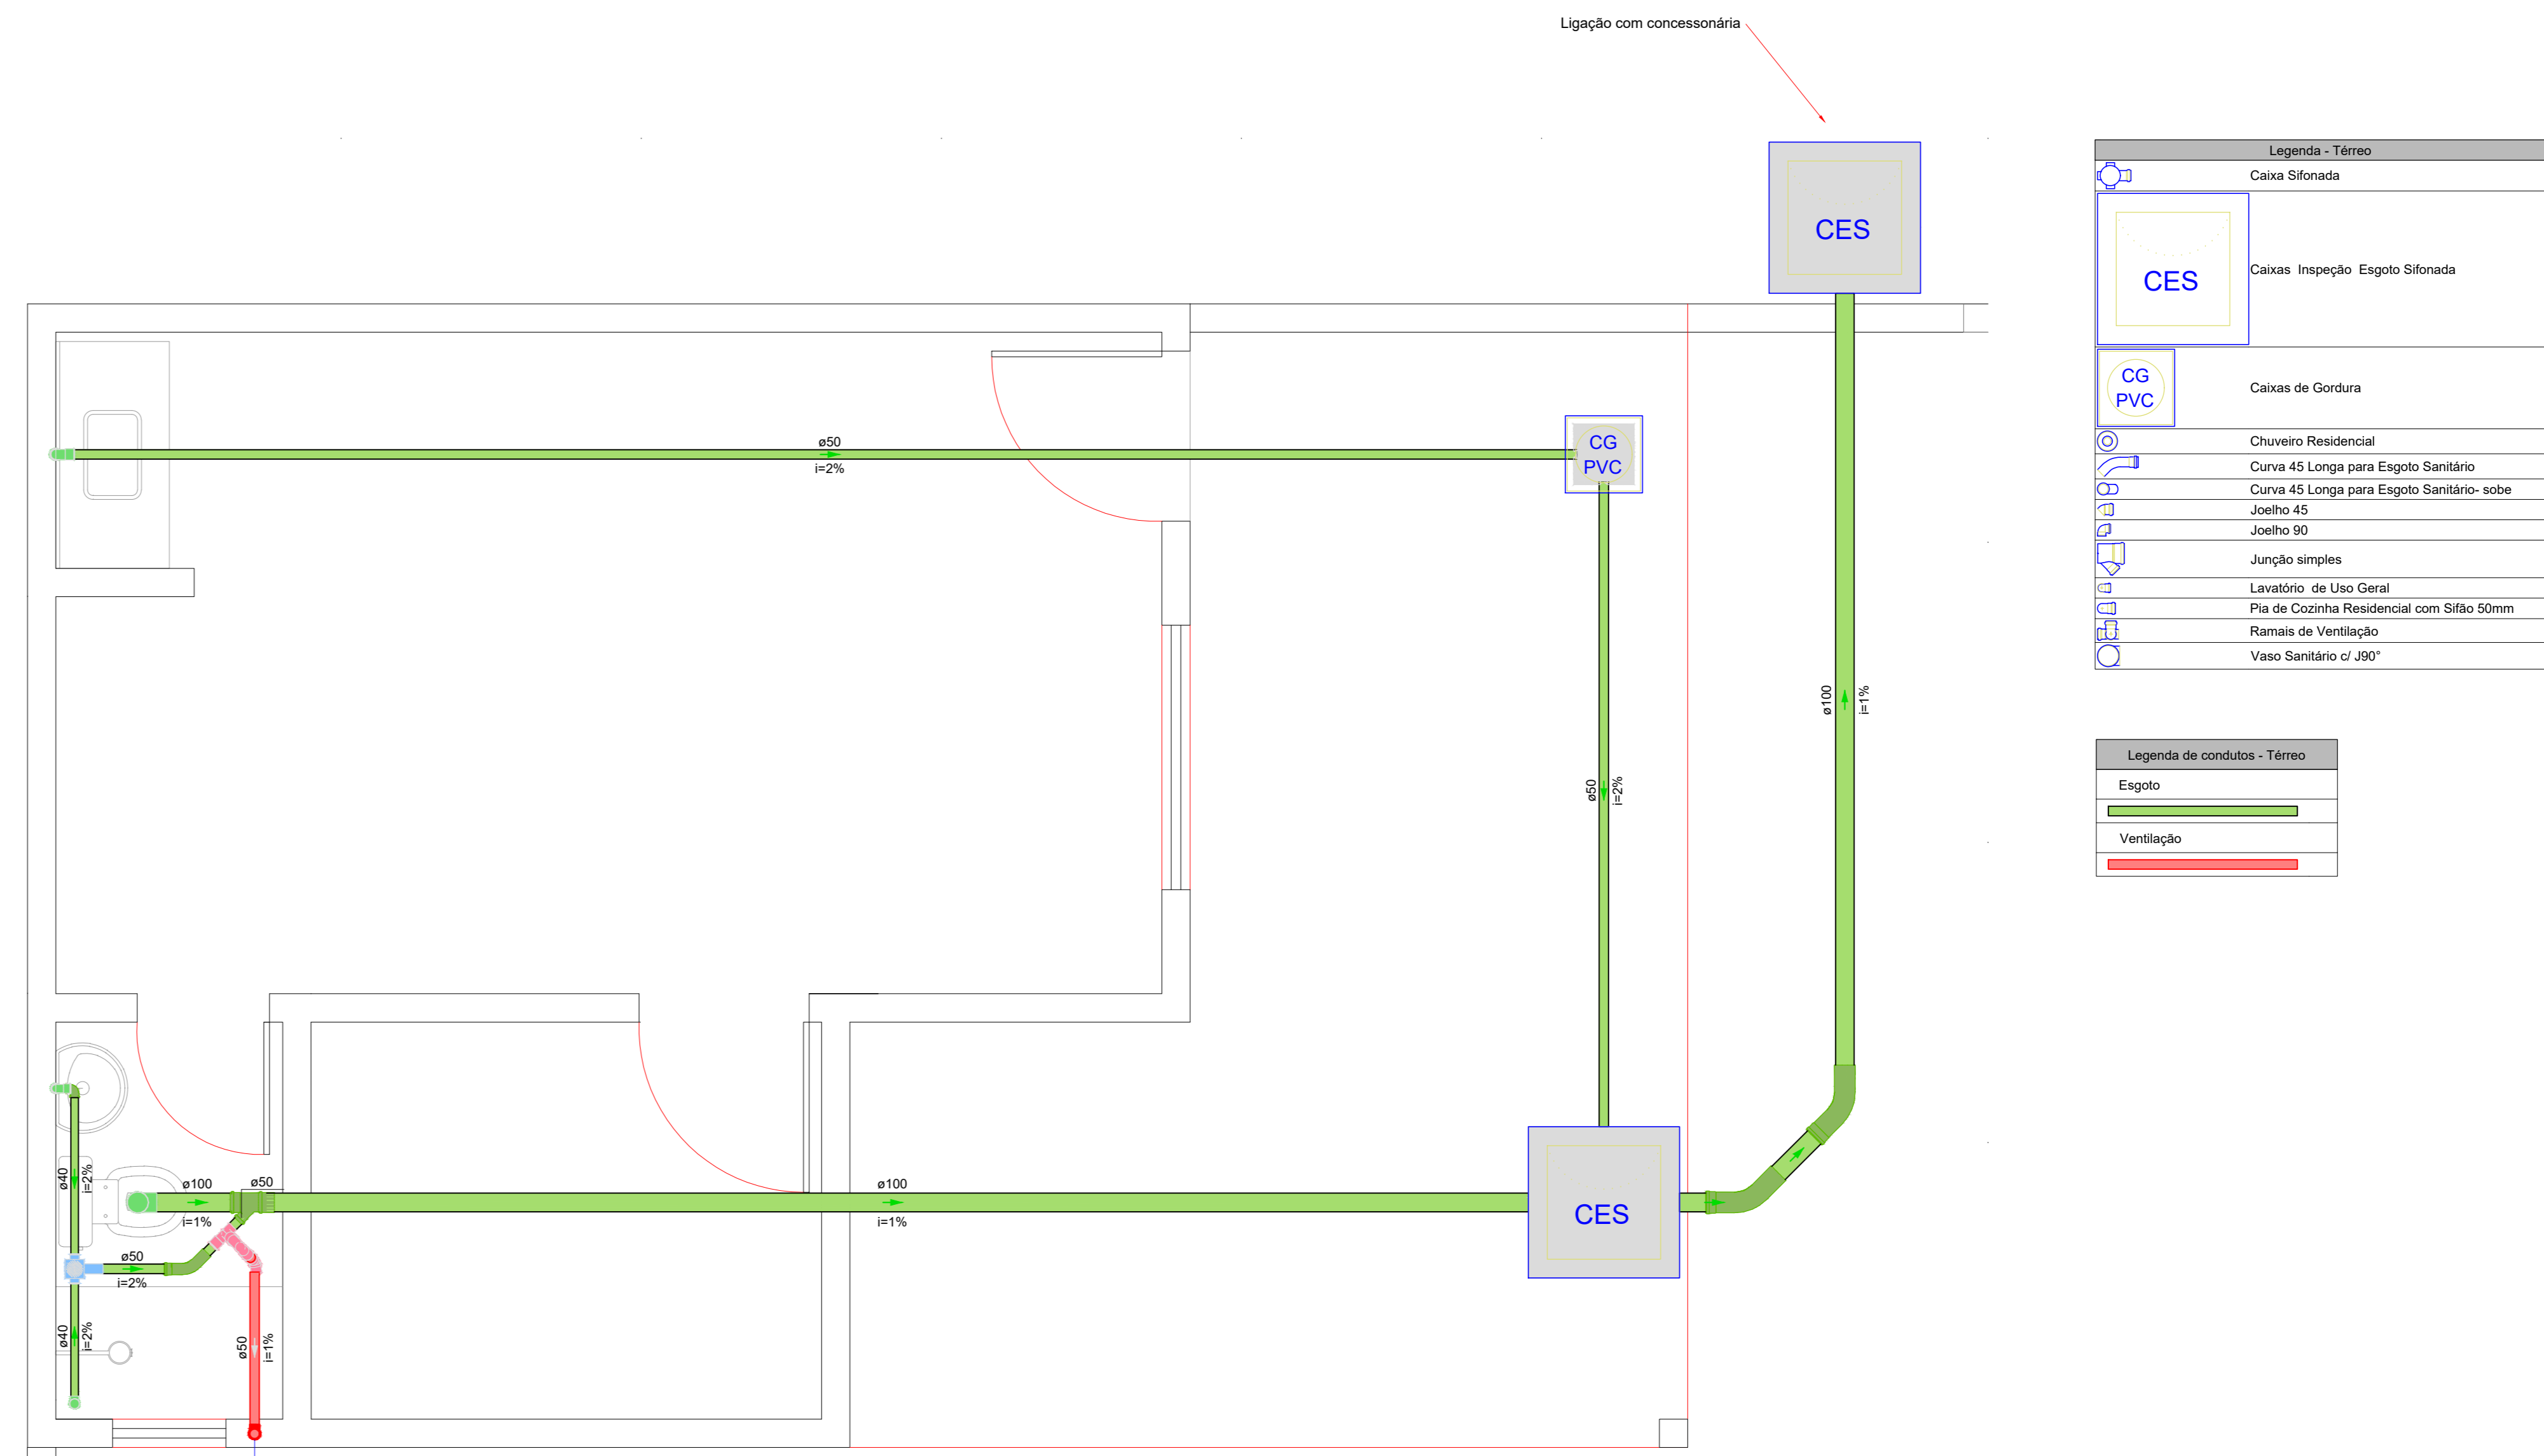 Ligação com concessonária
CES
CG
PVC
ø50
i=2%
ø50
i=2%
ø100
i=1%
ø40
i=2%
ø100
i=1%
ø50
ø100
i=1%
CES
ø50
i=2%
ø40
i=2%
ø50
i=1%
Legenda - Térreo
Caixa Sifonada
CES
Caixas Inspeção Esgoto Sifonada
CG
PVC
Caixas de Gordura
Chuveiro Residencial
Curva 45 Longa para Esgoto Sanitário
Curva 45 Longa para Esgoto Sanitário- sobe
Joelho 45
Joelho 90
Junção simples
Lavatório de Uso Geral
Pia de Cozinha Residencial com Sifão 50mm
Ramais de Ventilação
Vaso Sanitário c/ J90°
Legenda de condutos - Térreo
Esgoto
Ventilação